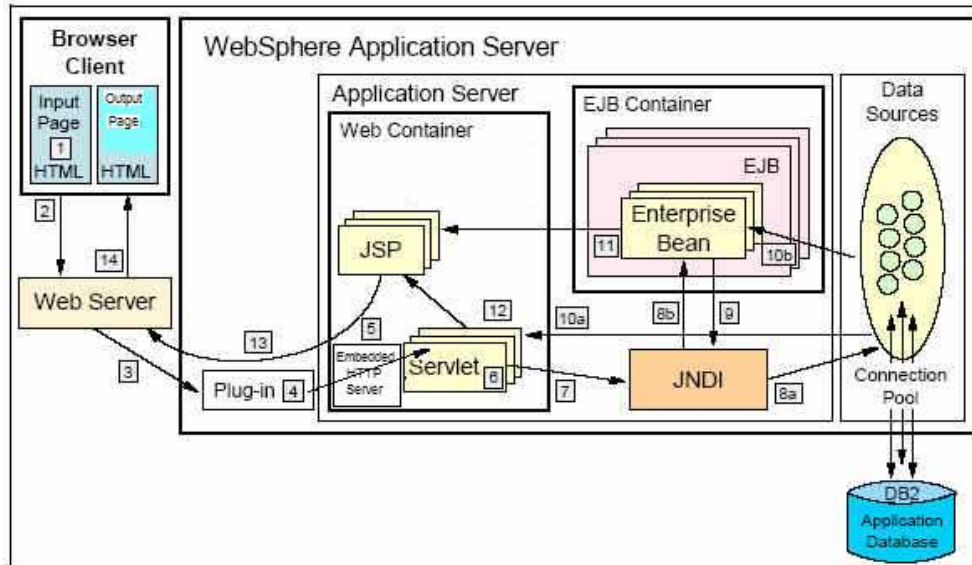 Browser
Client
Input
Page
1
HTML
Output
Page
HTML
2
14
Web Server
3
13
WebSphere Application Server
Plug-in
4
Application Server
Web Container
JSP
5
Embedded
HTTP
Server
12
Servlet
6
EJB Container
EJB
Enterprise
Bean
11
10b
10a
8b
9
7
JNDI
8a
Data
Sources
Connection
Pool
DB2
Application
Database